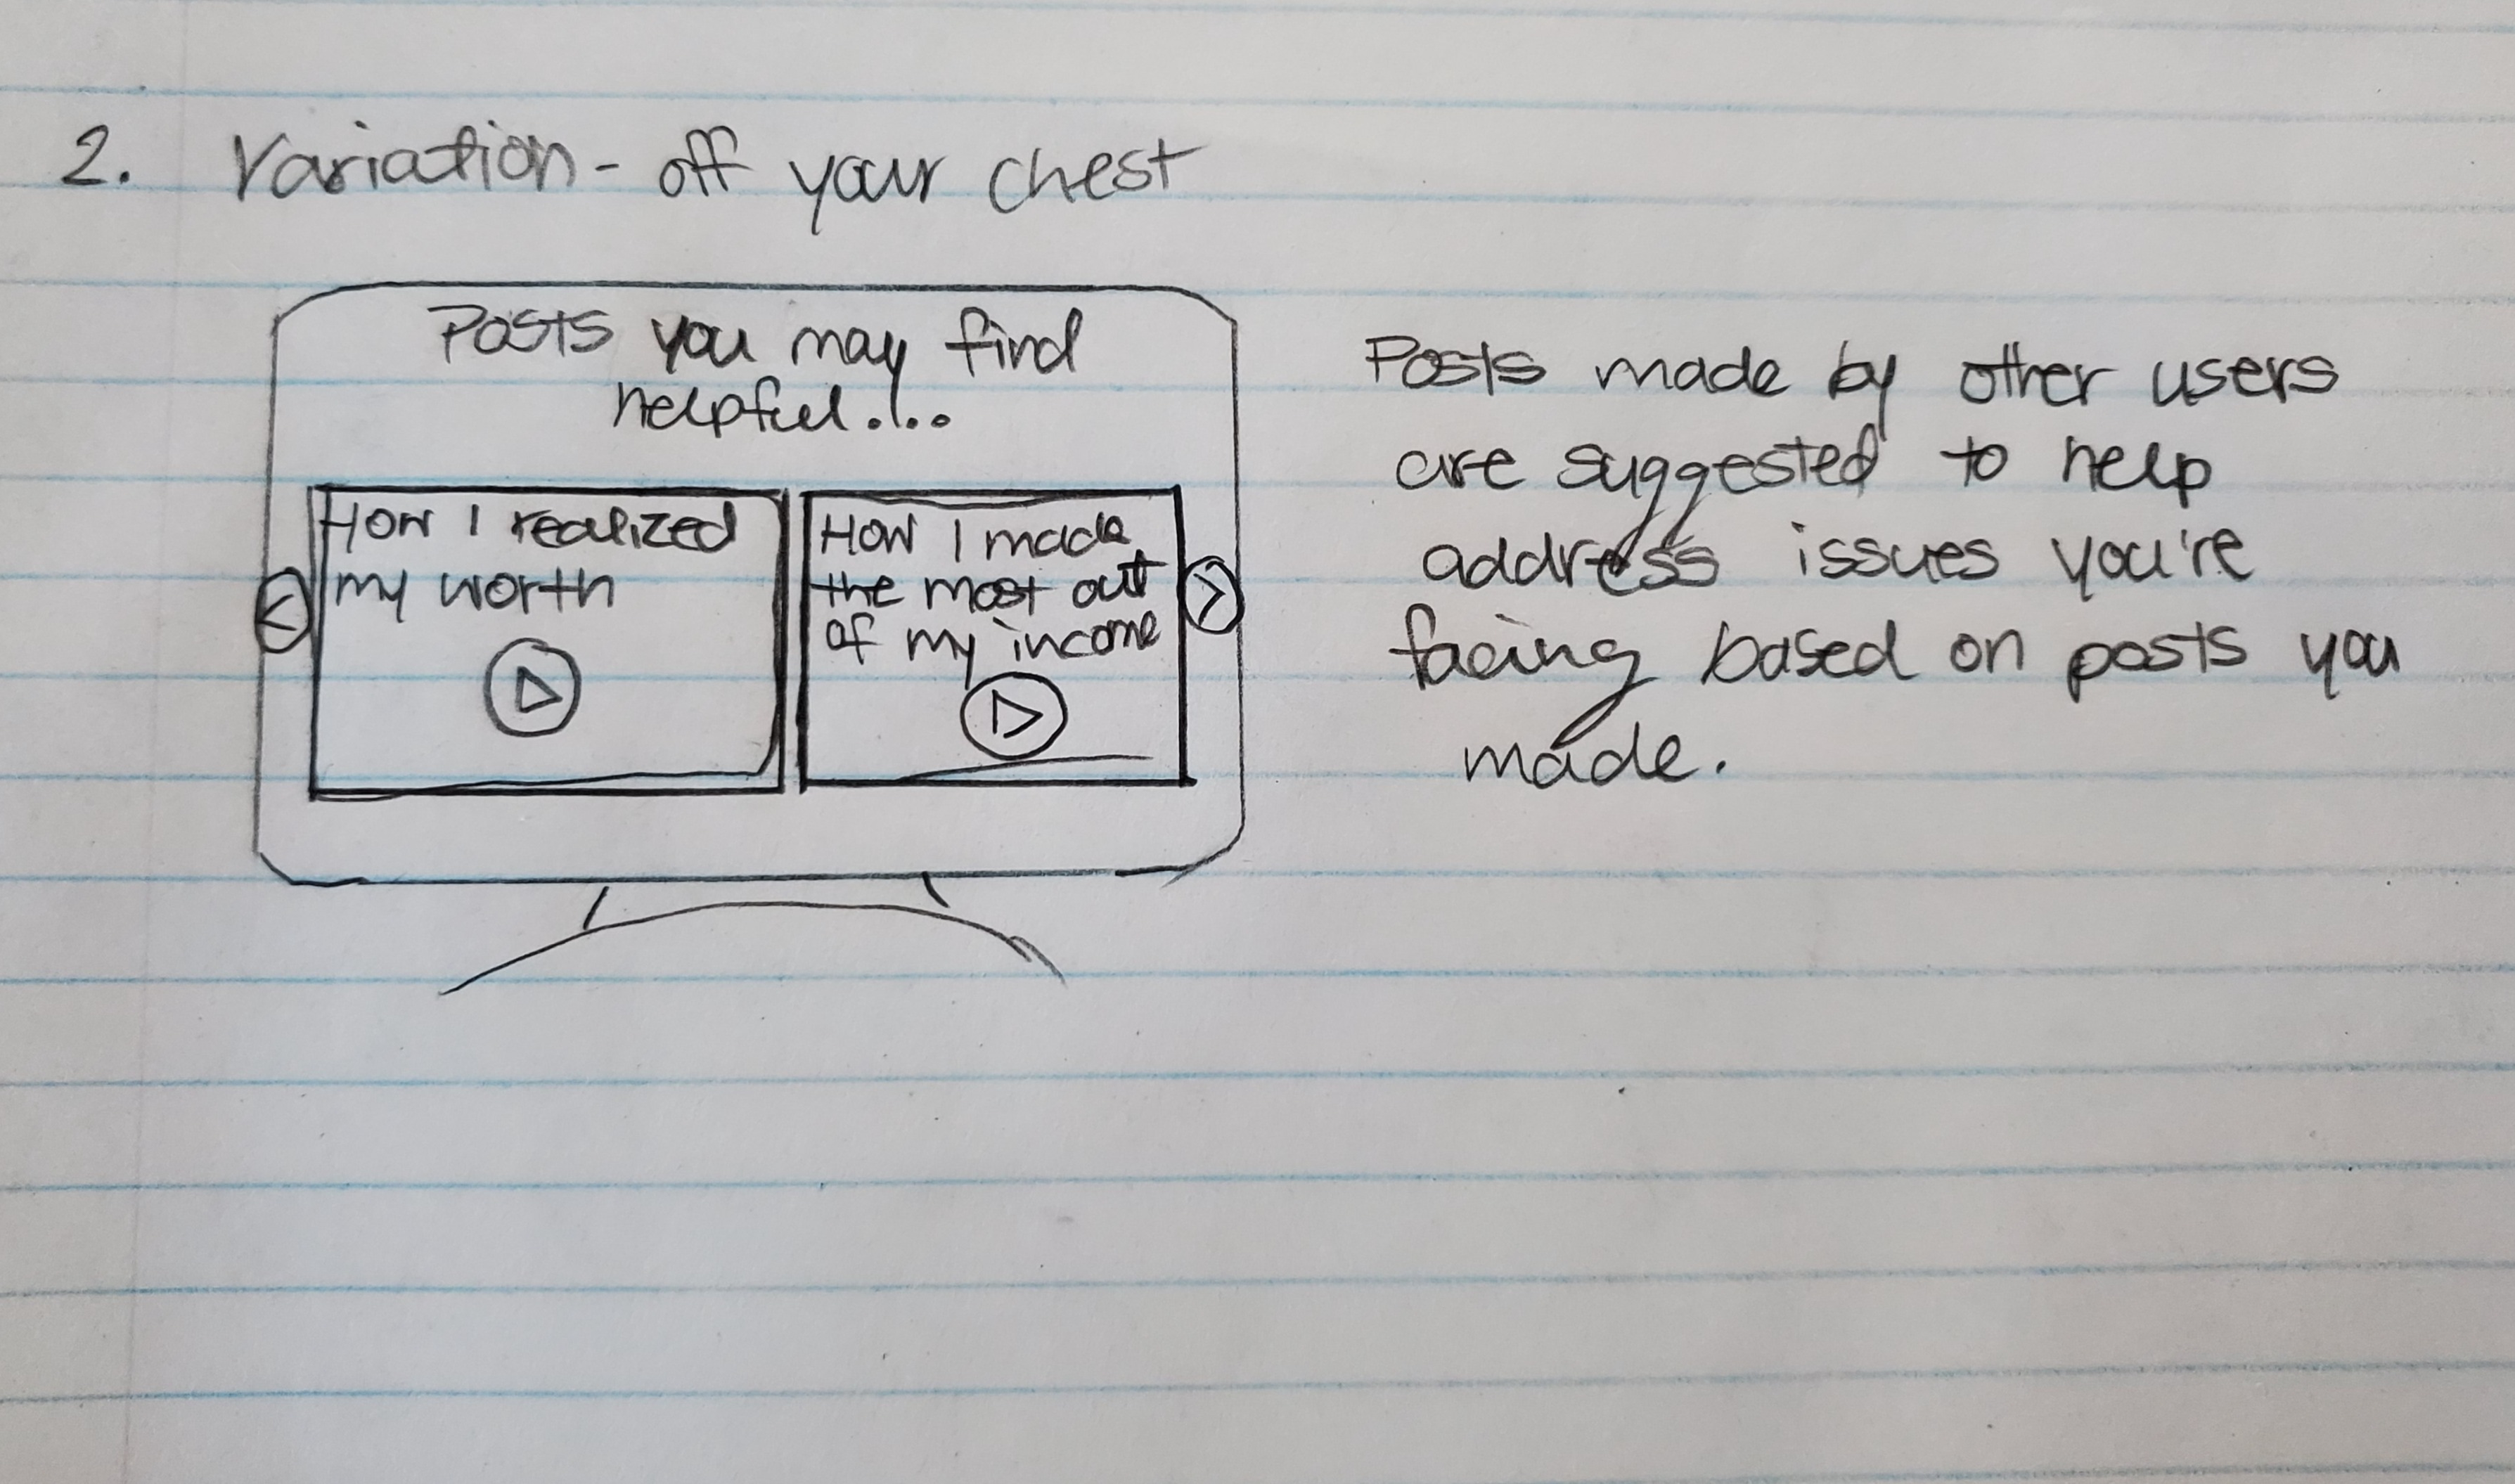 2. Variation - off your chest
Posts you may find
helpful....
How I realized
my worth
How I made
the most out
of my income
Posts made by other users
are suggested to help
address issues you're
facing based on posts you
made.